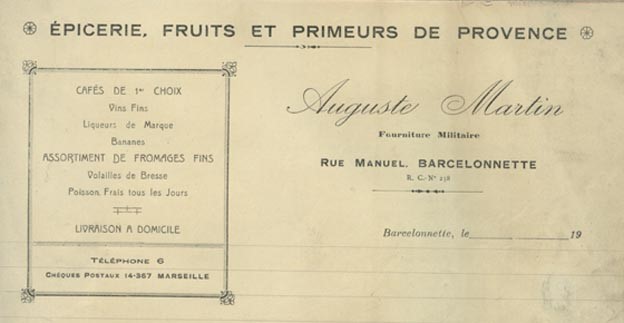 ÉPICERIE, FRUITS ET PRIMEURS DE PROVENCE
CAFÉS DE 1er CHOIX
Vins Fins
Liqueurs de Marque
Bananes
ASSORTIMENT DE FROMAGES FINS
Volailles de Bresse
Poisson Frais tous les Jours
LIVRAISON A DOMICILE
TÉLÉPHONE 6
CHÈQUES POSTAUX 14-367 MARSEILLE
Auguste Martin
Fourniture Militaire
RUE MANUEL, BARCELONNETTE
R. C. Nº 258
Barcelonnette, le 19